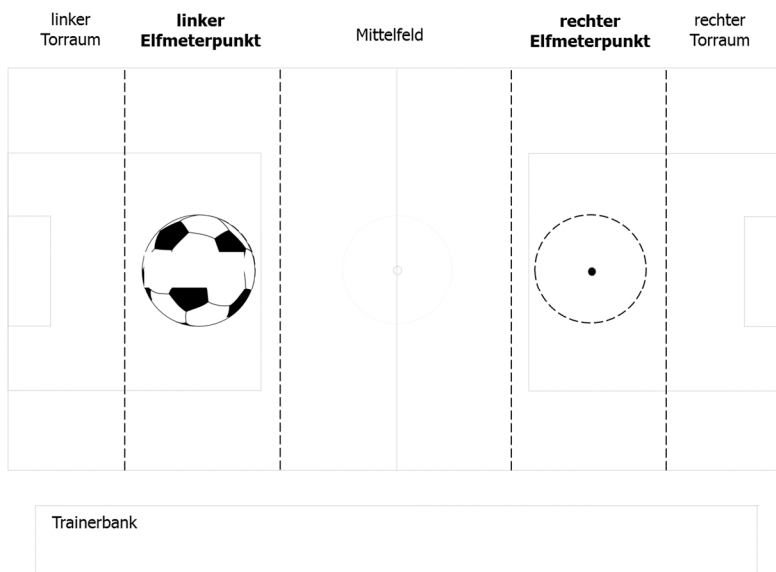 linker
Torraum
linker
Elfmeterpunkt
Mittelfeld
rechter
Elfmeterpunkt
rechter
Torraum
Trainerbank